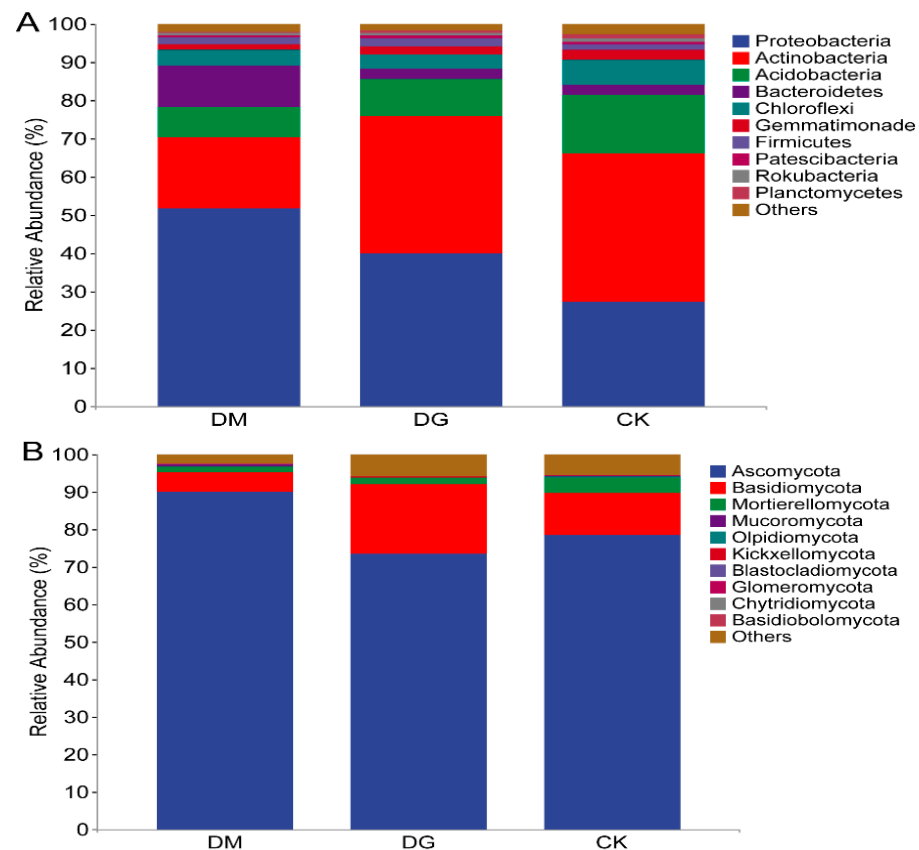 A
Relative Abundance (%)
100
90
80
70
60
50
40
30
20
10
0
DM
DG
CK
Proteobacteria
Actinobacteria
Acidobacteria
Bacteroidetes
Chloroflexi
Gemmatimonade
Firmicutes
Patescibacteria
Rokubacteria
Planctomycetes
Others
B
Relative Abundance (%)
100
90
80
70
60
50
40
30
20
10
0
DM
DG
CK
Ascomycota
Basidiomycota
Mortierellomycota
Mucoromycota
Olpidiomycota
Kickxellomycota
Blastocladiomycota
Glomeromycota
Chytridiomycota
Basidiobolomycota
Others